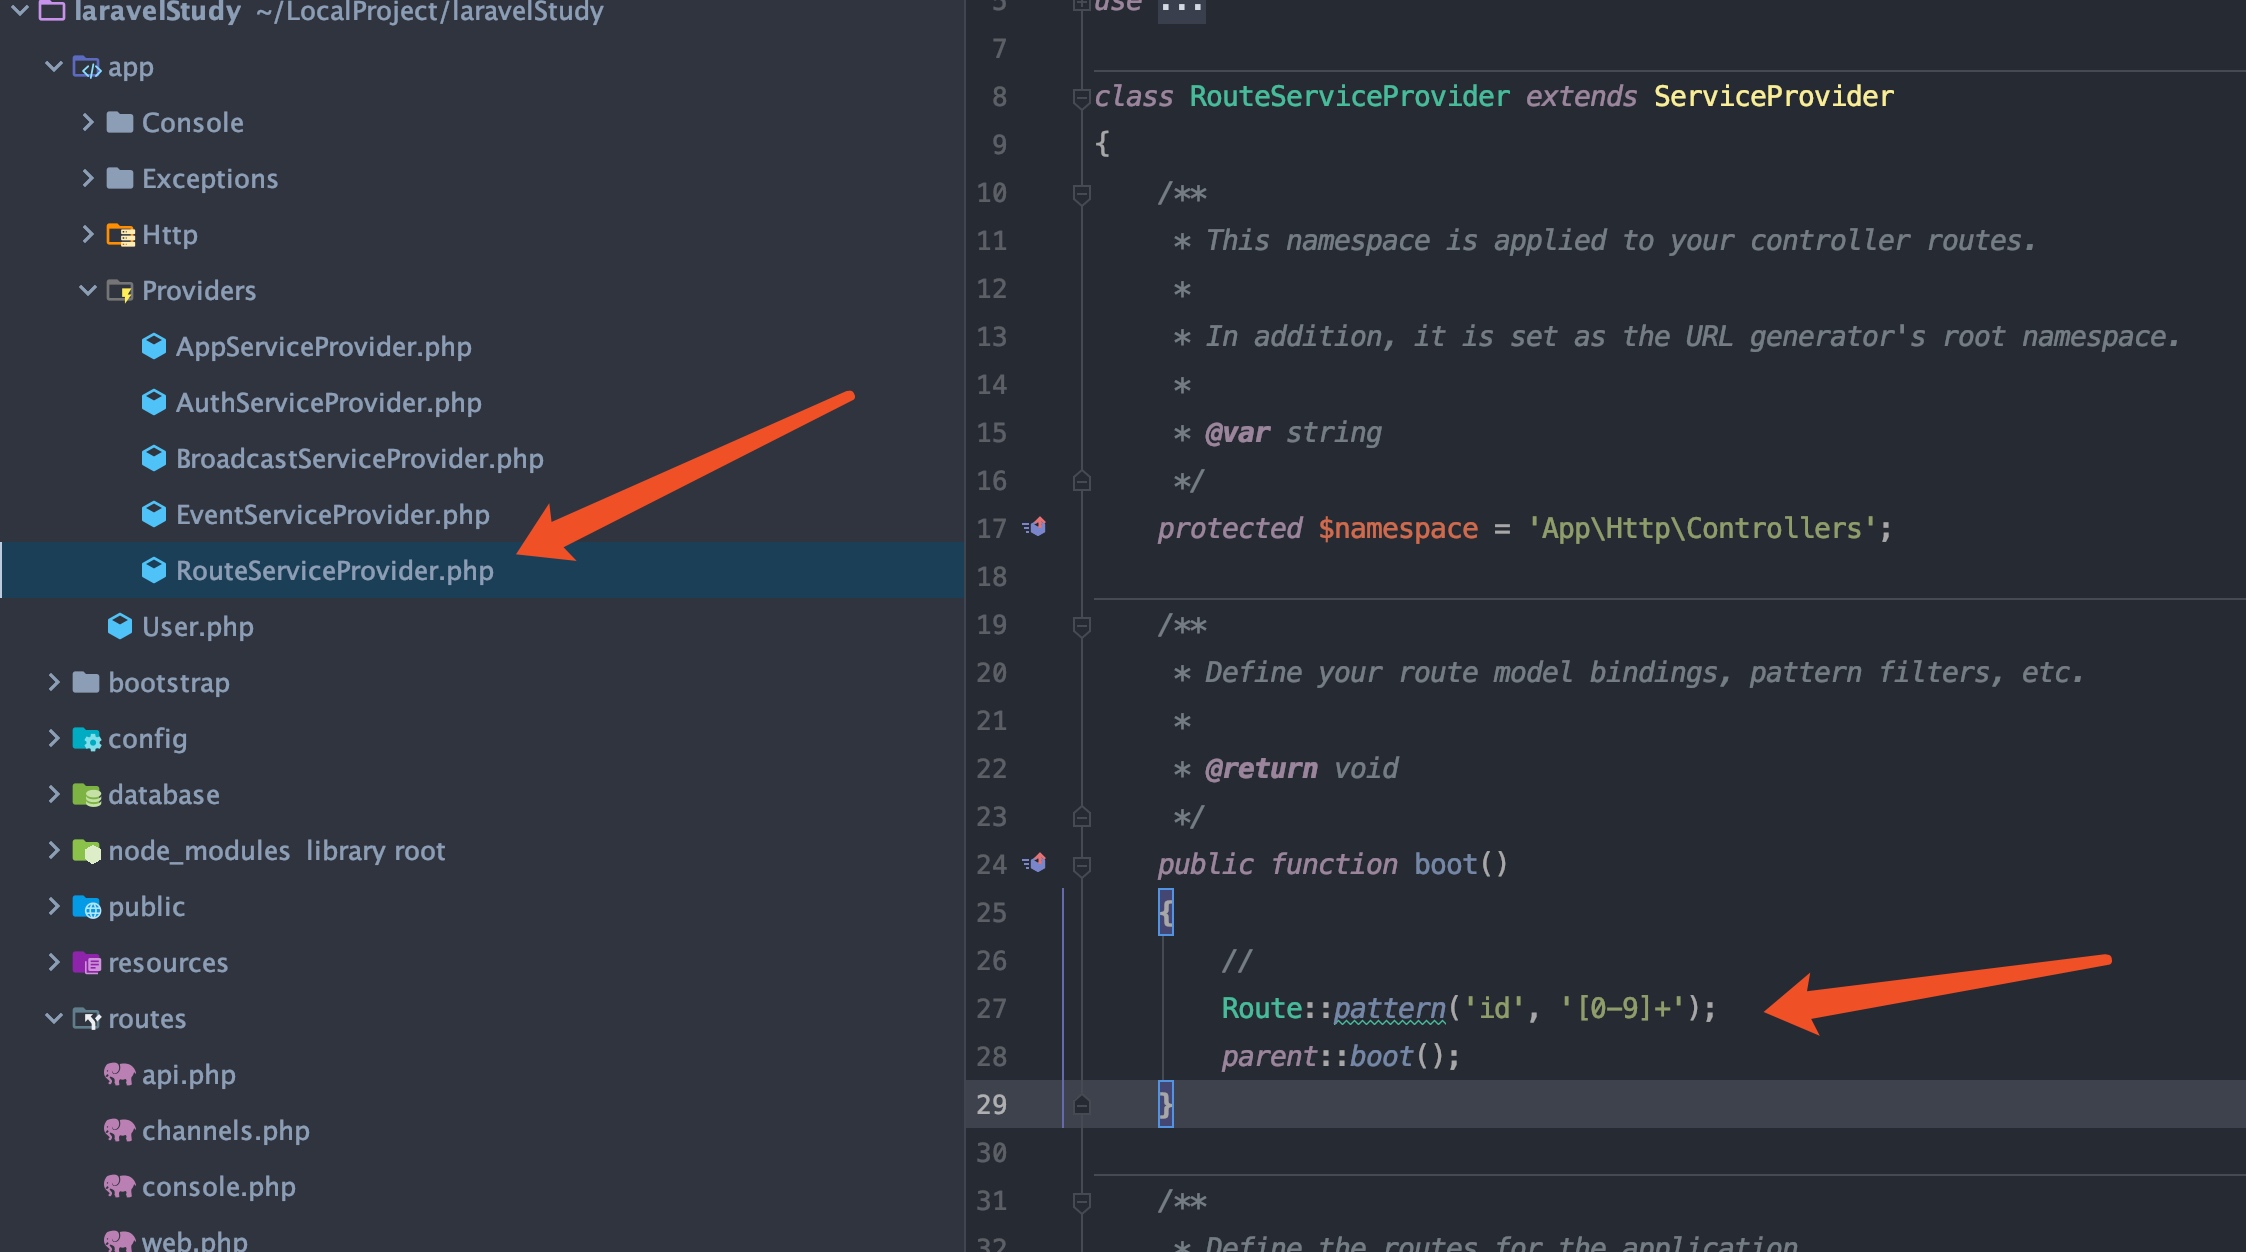 laravelStudy ~/LocalProject/laravelStudy
app
Console
Exceptions
Http
Providers
AppServiceProvider.php
AuthServiceProvider.php
BroadcastServiceProvider.php
EventServiceProvider.php
RouteServiceProvider.php
User.php
bootstrap
config
database
node_modules library root
public
resources
routes
api.php
channels.php
console.php
web.php
5 use ...
7
8 class RouteServiceProvider extends ServiceProvider
9 {
10 /**
11 * This namespace is applied to your controller routes.
12 *
13 * In addition, it is set as the URL generator's root namespace.
14 *
15 * @var string
16 */
17 protected $namespace = 'App\Http\Controllers';
18
19 /**
20 * Define your route model bindings, pattern filters, etc.
21 *
22 * @return void
23 */
24 public function boot()
25 {
26 //
27 Route::pattern('id', '[0-9]+');
28 parent::boot();
29 }
30
31 /**
32 * Define the routes for the application